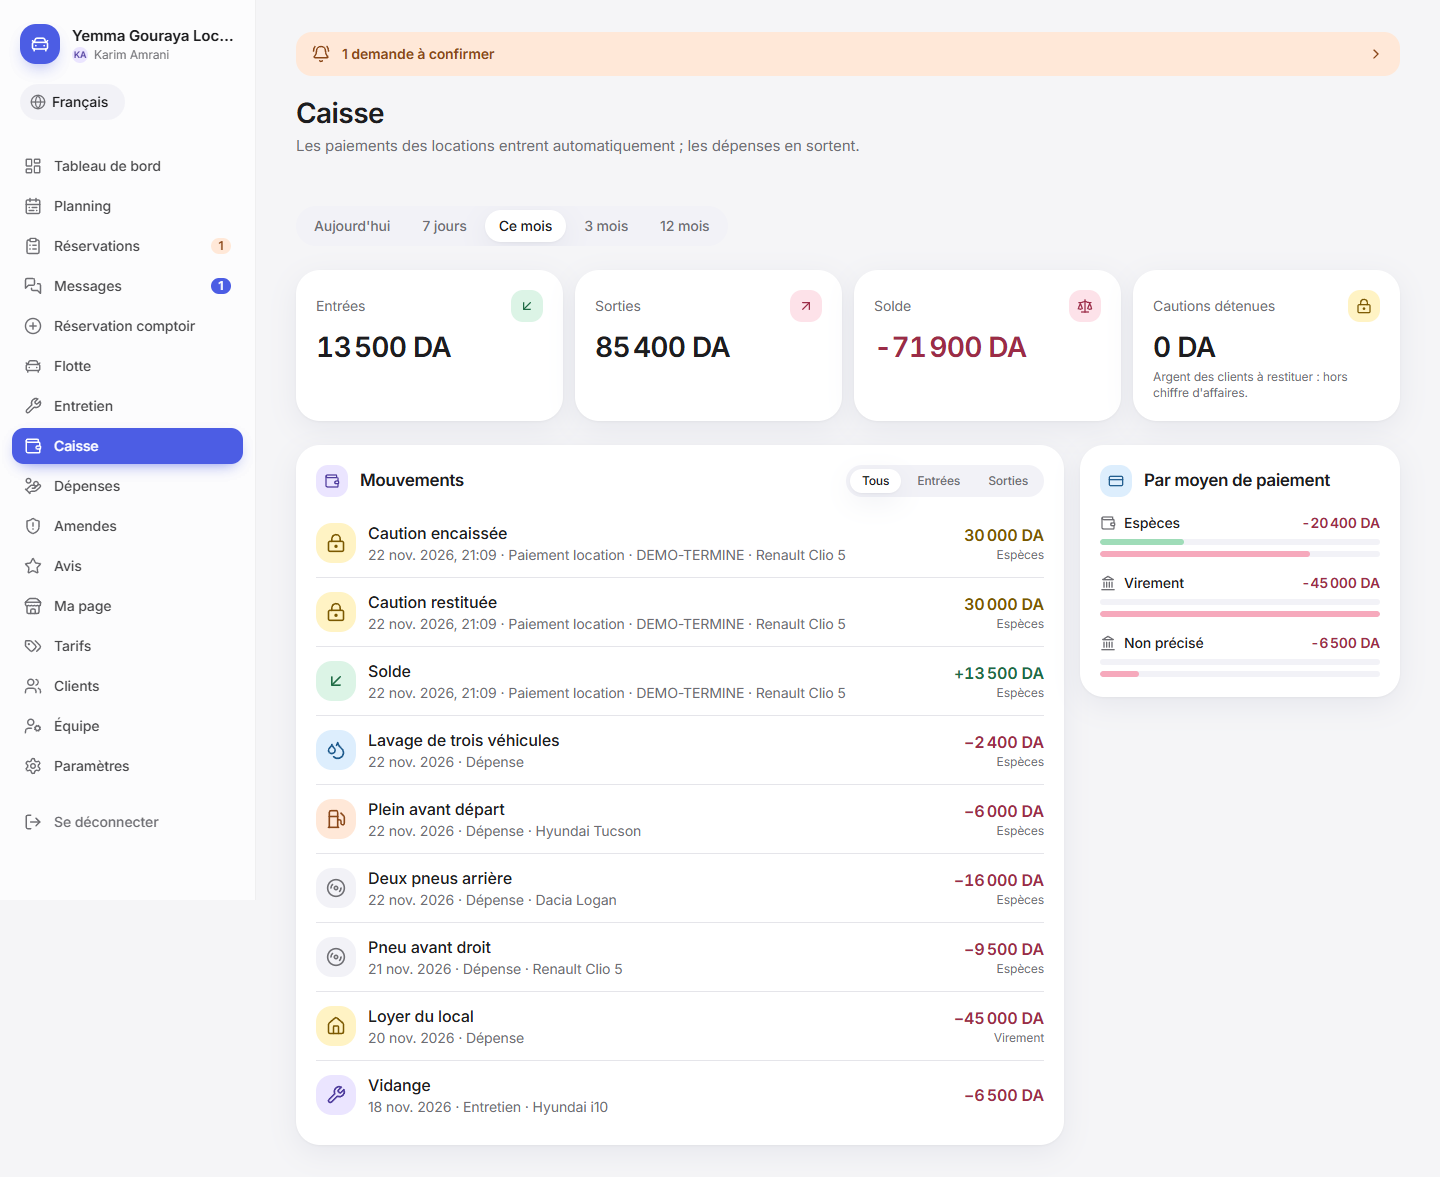 Yemma Gouraya Loc...
KA Karim Amrani
Français
Tableau de bord
Planning
Réservations 1
Messages 1
Réservation comptoir
Flotte
Entretien
Caisse
Dépenses
Amendes
Avis
Ma page
Tarifs
Clients
Équipe
Paramètres
Se déconnecter
1 demande à confirmer
Caisse
Les paiements des locations entrent automatiquement ; les dépenses en sortent.
Aujourd'hui 7 jours Ce mois 3 mois 12 mois
Entrées
13 500 DA
Sorties
85 400 DA
Solde
-71 900 DA
Cautions détenues
0 DA
Argent des clients à restituer : hors
chiffre d'affaires.
Mouvements
Tous Entrées Sorties
Caution encaissée
22 nov. 2026, 21:09 · Paiement location · DEMO-TERMINE · Renault Clio 5
30 000 DA
Espèces
Caution restituée
22 nov. 2026, 21:09 · Paiement location · DEMO-TERMINE · Renault Clio 5
30 000 DA
Espèces
Solde
22 nov. 2026, 21:09 · Paiement location · DEMO-TERMINE · Renault Clio 5
+13 500 DA
Espèces
Lavage de trois véhicules
22 nov. 2026 · Dépense
−2 400 DA
Espèces
Plein avant départ
22 nov. 2026 · Dépense · Hyundai Tucson
−6 000 DA
Espèces
Deux pneus arrière
22 nov. 2026 · Dépense · Dacia Logan
−16 000 DA
Espèces
Pneu avant droit
21 nov. 2026 · Dépense · Renault Clio 5
−9 500 DA
Espèces
Loyer du local
20 nov. 2026 · Dépense
−45 000 DA
Virement
Vidange
18 nov. 2026 · Entretien · Hyundai i10
−6 500 DA
Par moyen de paiement
Espèces -20 400 DA
Virement -45 000 DA
Non précisé -6 500 DA